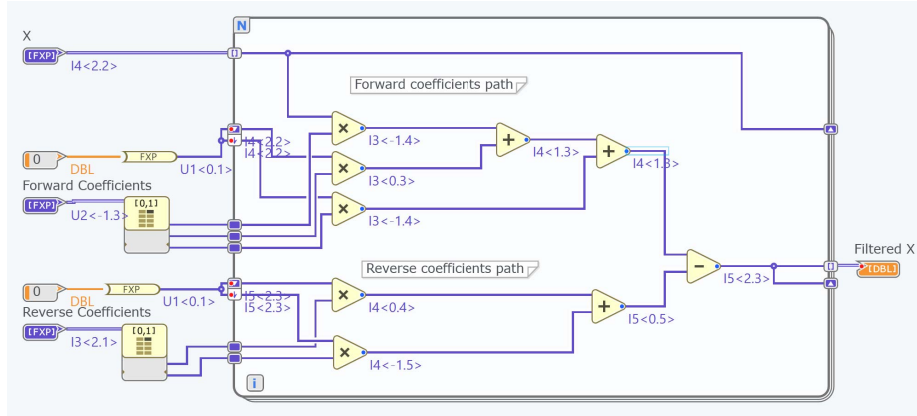 N
X
[FXP]
I4<2.2>
[]
Forward coefficients path
×
I3<-1.4>
+
I4<1.3>
+
I4<1.3>
I4<2.2>
I4<2.2>
0
DBL
FXP
U1<0.1>
×
I3<0.3>
Forward Coefficients
[FXP]
U2<-1.3>
[0,1]
×
I3<-1.4>
Reverse coefficients path
-
I5<2.3>
[]
Filtered X
[DBL]
0
DBL
FXP
U1<0.1>
I5<2.3>
I5<2.3>
×
I4<0.4>
+
I5<0.5>
Reverse Coefficients
[FXP]
I3<2.1>
[0,1]
×
I4<-1.5>
i